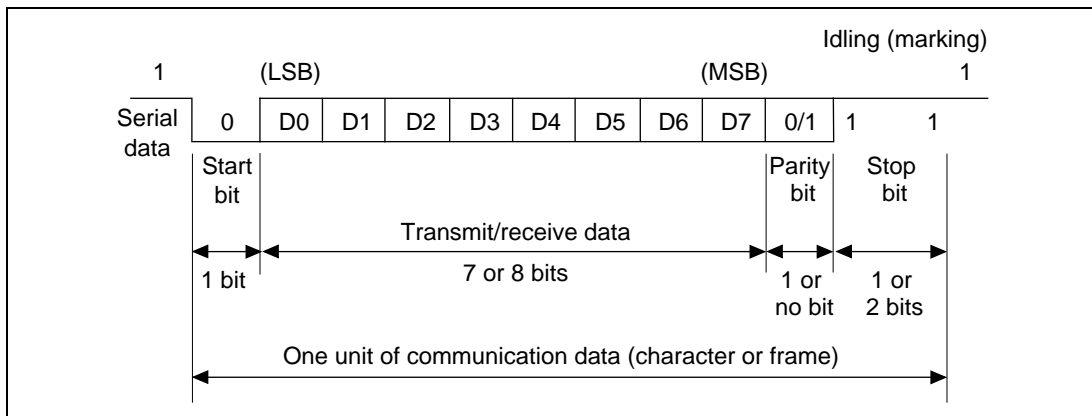 Idling (marking)
1 (LSB) (MSB) 1
Serial data 0 D0 D1 D2 D3 D4 D5 D6 D7 0/1 1 1
Start bit
Parity bit
Stop bit
Transmit/receive data
1 bit
7 or 8 bits
1 or no bit
1 or 2 bits
One unit of communication data (character or frame)